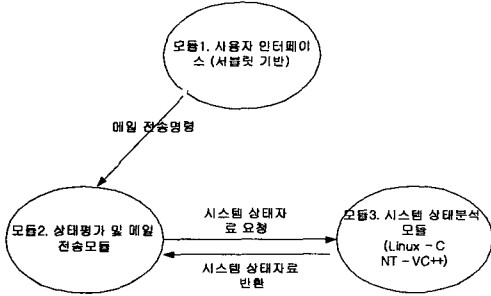 모듈1. 사용자 인터페이
스 (서블릿 기반)
메일 전송명령
모듈2. 상태평가 및 메일
전송모듈
시스템 상태자
료 요청
시스템 상태자료
반환
모듈3. 시스템 상태분석
모듈
(Linux - C
NT - VC++)